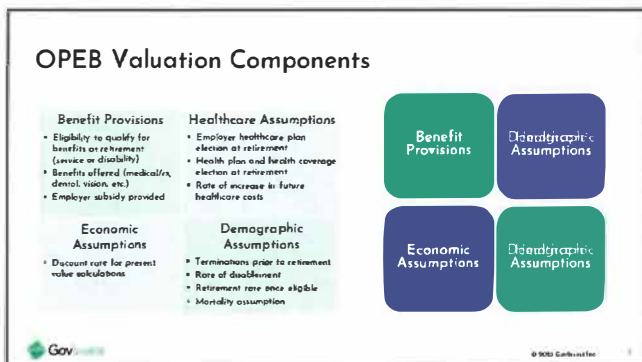 OPEB Valuation Components
Benefit Provisions
• Eligibility to qualify for
benefits at retirement
(service or disability)
• Benefits offered (medical/rx,
dental, vision, etc.)
• Employer subsidy provided
Healthcare Assumptions
• Employer healthcare plan
election at retirement
• Health plan and health coverage
election at retirement
• Rate of increase in future
healthcare costs
Economic
Assumptions
• Discount rate for present
value calculations
Demographic
Assumptions
• Terminations prior to retirement
• Rate of disablement
• Retirement rate once eligible
• Mortality assumption
Benefit
Provisions
Assumptions
Economic
Assumptions
Assumptions
Gov
©